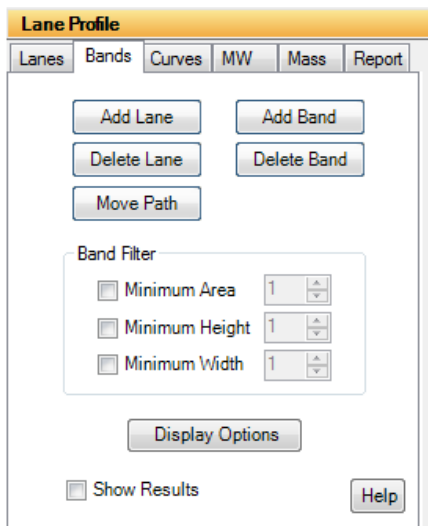 Lane Profile
Lanes Bands Curves MW Mass Report
Add Lane Add Band
Delete Lane Delete Band
Move Path
Band Filter
Minimum Area 1
Minimum Height 1
Minimum Width 1
Display Options
Show Results Help